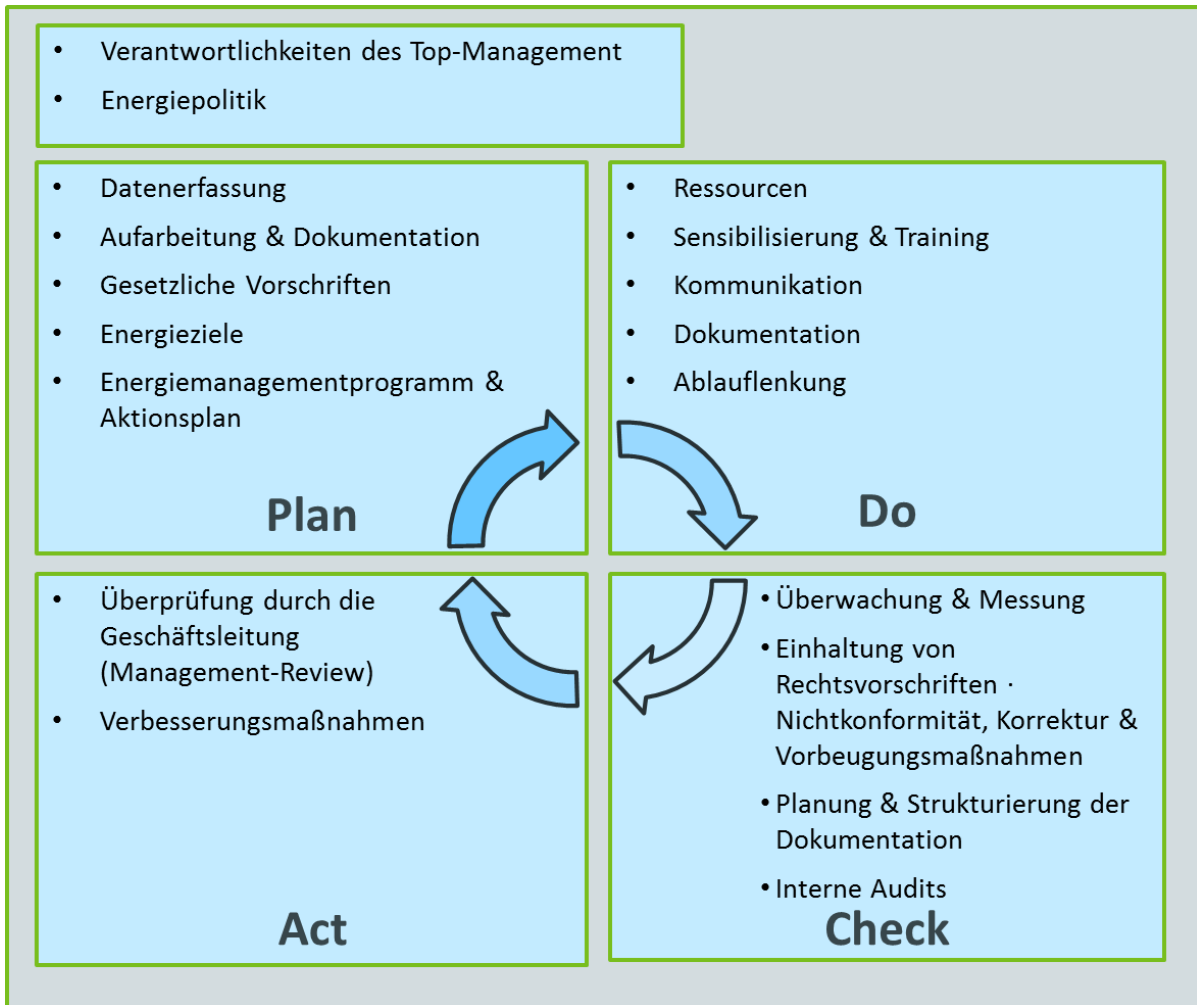 • Verantwortlichkeiten des Top-Management
• Energiepolitik
• Datenerfassung
• Aufarbeitung & Dokumentation
• Gesetzliche Vorschriften
• Energieziele
• Energiemanagementprogramm &
Aktionsplan
Plan
• Ressourcen
• Sensibilisierung & Training
• Kommunikation
• Dokumentation
• Ablauflenkung
Do
• Überprüfung durch die
Geschäftsleitung
(Management-Review)
• Verbesserungsmaßnahmen
Act
• Überwachung & Messung
• Einhaltung von
Rechtsvorschriften ·
Nichtkonformität, Korrektur &
Vorbeugungsmaßnahmen
• Planung & Strukturierung der
Dokumentation
• Interne Audits
Check